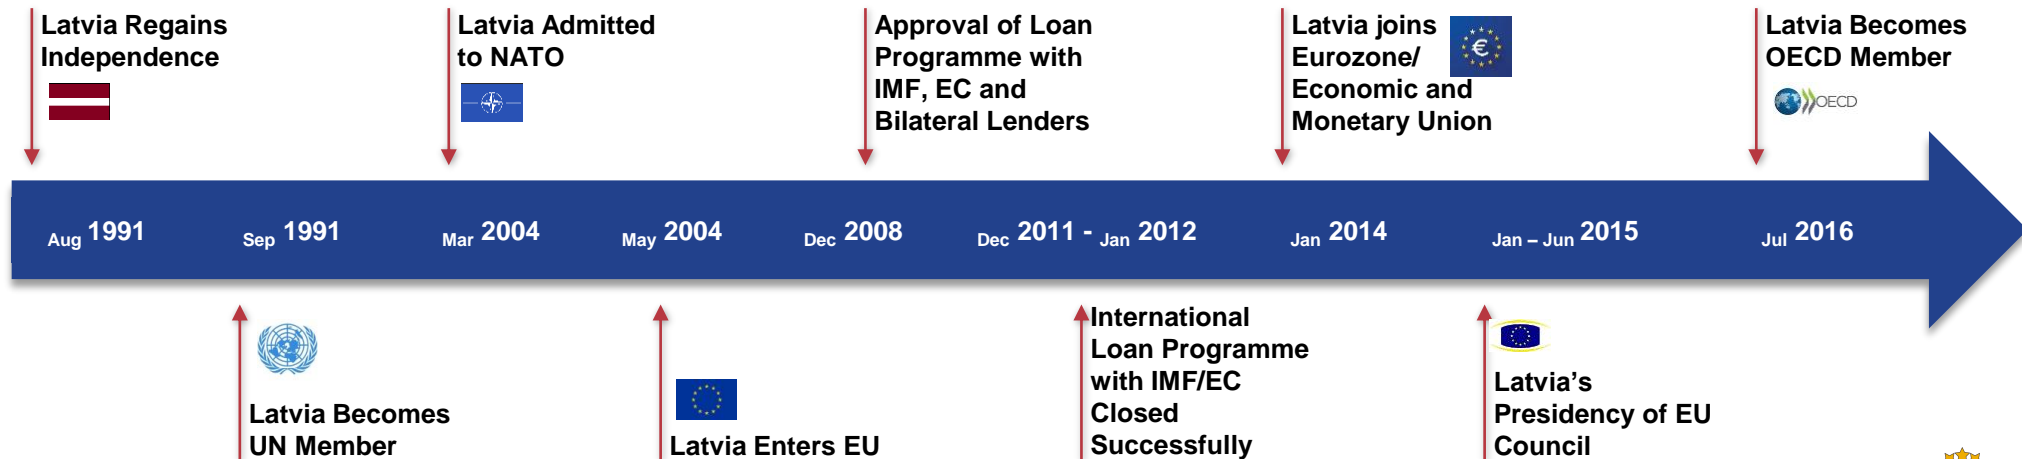 Latvia Regains
Independence
Latvia Admitted
to NATO
Approval of Loan
Programme with
IMF, EC and
Bilateral Lenders
Latvia joins
Eurozone/
Economic and
Monetary Union
Latvia Becomes
OECD Member
OECD
Aug 1991
Sep 1991
Mar 2004
May 2004
Dec 2008
Dec 2011 - Jan 2012
Jan 2014
Jan – Jun 2015
Jul 2016
Latvia Becomes
UN Member
Latvia Enters EU
International
Loan Programme
with IMF/EC
Closed
Successfully
Latvia’s
Presidency of EU
Council